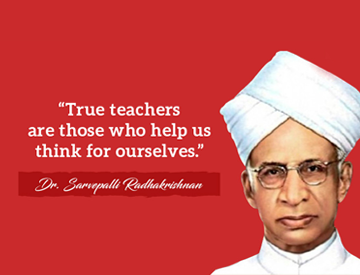 “True teachers
are those who help us
think for ourselves.”
Dr. Sarvepalli Radhakrishnan